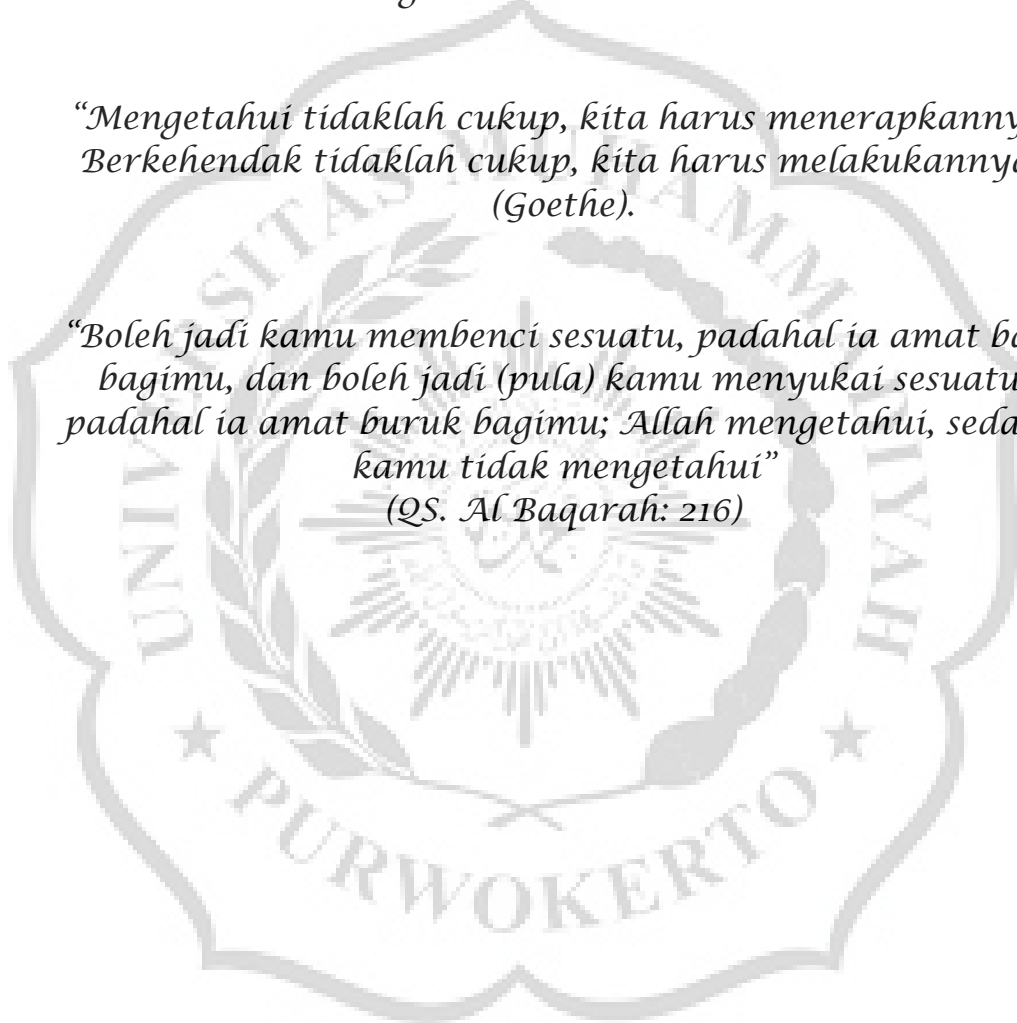 “Mengetahui tidaklah cukup, kita harus menerapkanny
Berkehendak tidaklah cukup, kita harus melakukannya
(Goethe).
“Boleh jadi kamu membenci sesuatu, padahal ia amat ba
bagimu, dan boleh jadi (pula) kamu menyukai sesuatu
padahal ia amat buruk bagimu; Allah mengetahui, seda
kamu tidak mengetahui”
(QS. Al Baqarah: 216)
UNIVERSITAS MUHAMMADIYAH
PURWOKERTO